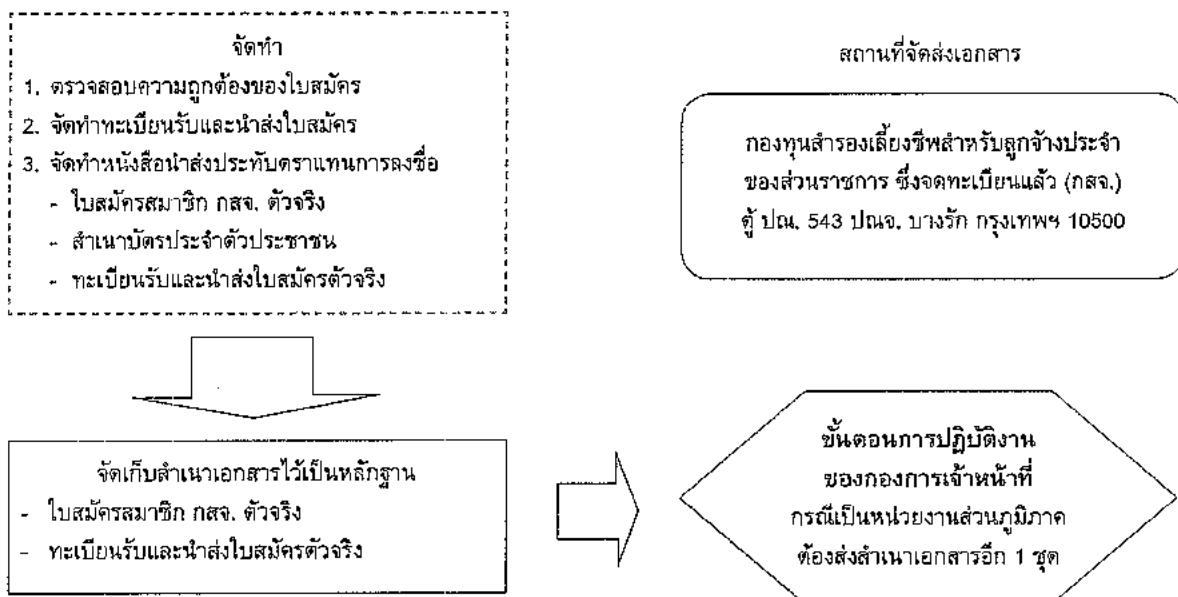 จัดทำ
1. ตรวจสอบความถูกต้องของใบสมัคร
2. จัดทำทะเบียนรับและนำส่งใบสมัคร
3. จัดทำหนังสือนำส่งประทับตราแทนการลงชื่อ
- ใบสมัครสมาชิก กสจ. ตัวจริง
- สำเนาบัตรประจำตัวประชาชน
- ทะเบียนรับและนำส่งใบสมัครตัวจริง
สถานที่จัดส่งเอกสาร
กองทุนสำรองเลี้ยงชีพสำหรับลูกจ้างประจำ
ของส่วนราชการ ซึ่งจดทะเบียนแล้ว (กสจ.)
ตู้ ปณ. 543 ปณจ. บางรัก กรุงเทพฯ 10500
จัดเก็บสำเนาเอกสารไว้เป็นหลักฐาน
- ใบสมัครสมาชิก กสจ. ตัวจริง
- ทะเบียนรับและนำส่งใบสมัครตัวจริง
ขั้นตอนการปฏิบัติงาน
ของกองการเจ้าหน้าที่
กรณีเป็นหน่วยงานส่วนภูมิภาค
ต้องส่งสำเนาเอกสารอีก 1 ชุด